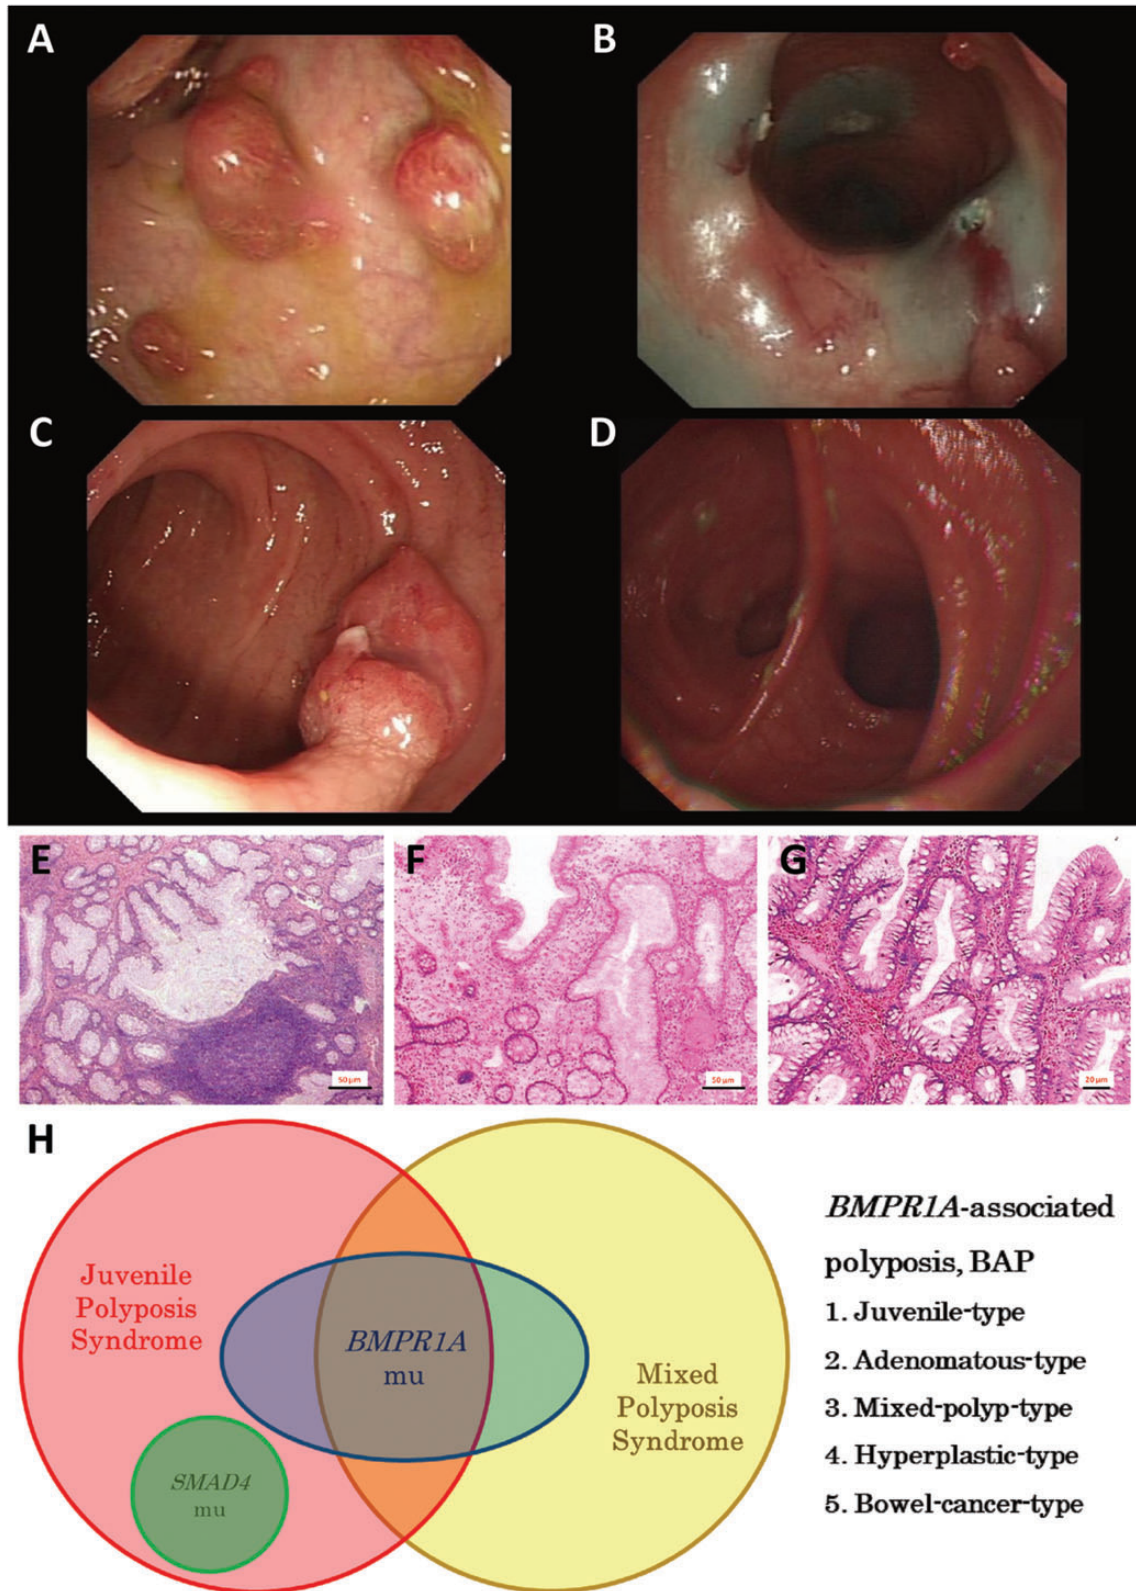 A
B
C
D
E
50 μm
F
50 μm
G
20 μm
H
Juvenile
Polyposis
Syndrome
BMPR1A
mu
Mixed
Polyposis
Syndrome
SMAD4
mu
BMPR1A-associated
polyposis, BAP
1. Juvenile-type
2. Adenomatous-type
3. Mixed-polyp-type
4. Hyperplastic-type
5. Bowel-cancer-type